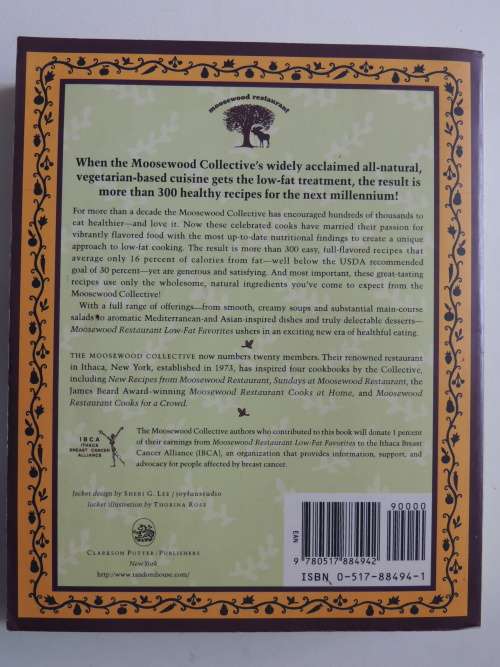 moosewood restaurant
When the Moosewood Collective's widely acclaimed all-natural,
vegetarian-based cuisine gets the low-fat treatment, the result is
more than 300 healthy recipes for the next millennium!
For more than a decade the Moosewood Collective has encouraged hundreds of thousands to
eat healthier—and love it. Now these celebrated cooks have married their passion for
vibrantly flavored food with the most up-to-date nutritional findings to create a unique
approach to low-fat cooking. The result is more than 300 easy, full-flavored recipes that
average only 16 percent of calories from fat—well below the USDA recommended
goal of 30 percent—yet are generous and satisfying. And most important, these great-tasting
recipes use only the wholesome, natural ingredients you've come to expect from the
Moosewood Collective!
With a full range of offerings—from smooth, creamy soups and substantial main-course
salads to aromatic Mediterranean-and Asian-inspired dishes and truly delectable desserts—
Moosewood Restaurant Low-Fat Favorites ushers in an exciting new era of healthful eating.
THE MOOSEWOOD COLLECTIVE now numbers twenty members. Their renowned restaurant
in Ithaca, New York, established in 1973, has inspired four cookbooks by the Collective,
including New Recipes from Moosewood Restaurant, Sundays at Moosewood Restaurant, the
James Beard Award-winning Moosewood Restaurant Cooks at Home, and Moosewood
Restaurant Cooks for a Crowd.
IBCA
ITHACA
BREAST CANCER
ALLIANCE
The Moosewood Collective authors who contributed to this book will donate 1 percent
of their earnings from Moosewood Restaurant Low-Fat Favorites to the Ithaca Breast
Cancer Alliance (IBCA), an organization that provides information, support, and
advocacy for people affected by breast cancer.
Jacket design by SHERI G. LEE / joyfunstudio
Jacket illustration by THORINA ROSE
CLARKSON POTTER/PUBLISHERS
New York
http://www.randomhouse.com/
90000
EAN
9 780517 884942
ISBN 0-517-88494-1